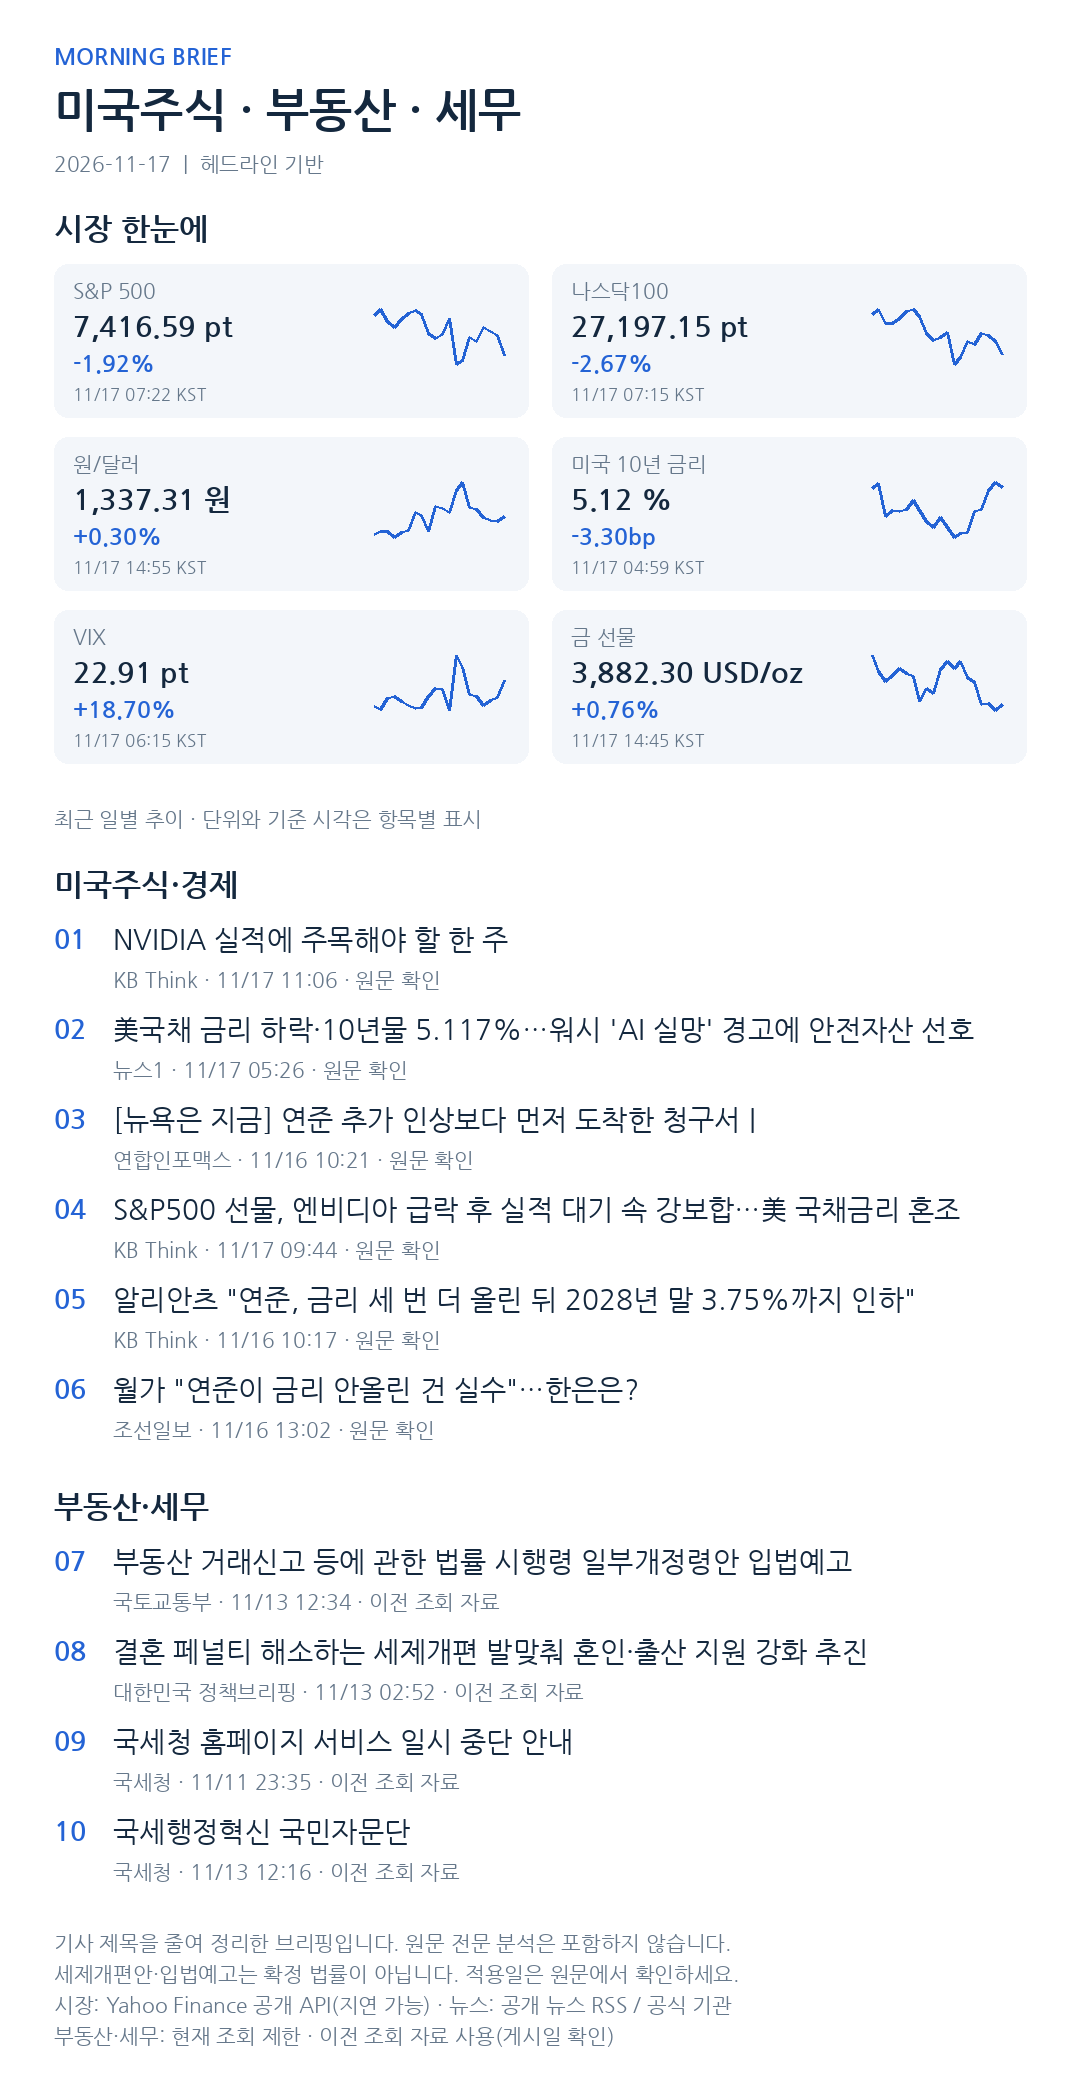 MORNING BRIEF
미국주식 · 부동산 · 세무
2026-11-17 | 헤드라인 기반
시장 한눈에
S&P 500
7,416.59 pt
-1.92%
11/17 07:22 KST
나스닥100
27,197.15 pt
-2.67%
11/17 07:15 KST
원/달러
1,337.31 원
+0.30%
11/17 14:55 KST
미국 10년 금리
5.12 %
-3.30bp
11/17 04:59 KST
VIX
22.91 pt
+18.70%
11/17 06:15 KST
금 선물
3,882.30 USD/oz
+0.76%
11/17 14:45 KST
최근 일별 추이 · 단위와 기준 시각은 항목별 표시
미국주식·경제
01 NVIDIA 실적에 주목해야 할 한 주
KB Think · 11/17 11:06 · 원문 확인
02 美국채 금리 하락·10년물 5.117%…워시 'AI 실망' 경고에 안전자산 선호
뉴스1 · 11/17 05:26 · 원문 확인
03 [뉴욕은 지금] 연준 추가 인상보다 먼저 도착한 청구서 |
연합인포맥스 · 11/16 10:21 · 원문 확인
04 S&P500 선물, 엔비디아 급락 후 실적 대기 속 강보합…美 국채금리 혼조
KB Think · 11/17 09:44 · 원문 확인
05 알리안츠 "연준, 금리 세 번 더 올린 뒤 2028년 말 3.75%까지 인하"
KB Think · 11/16 10:17 · 원문 확인
06 월가 "연준이 금리 안올린 건 실수"…한은은?
조선일보 · 11/16 13:02 · 원문 확인
부동산·세무
07 부동산 거래신고 등에 관한 법률 시행령 일부개정령안 입법예고
국토교통부 · 11/13 12:34 · 이전 조회 자료
08 결혼 페널티 해소하는 세제개편 발맞춰 혼인·출산 지원 강화 추진
대한민국 정책브리핑 · 11/13 02:52 · 이전 조회 자료
09 국세청 홈페이지 서비스 일시 중단 안내
국세청 · 11/11 23:35 · 이전 조회 자료
10 국세행정혁신 국민자문단
국세청 · 11/13 12:16 · 이전 조회 자료
기사 제목을 줄여 정리한 브리핑입니다. 원문 전문 분석은 포함하지 않습니다.
세제개편안·입법예고는 확정 법률이 아닙니다. 적용일은 원문에서 확인하세요.
시장: Yahoo Finance 공개 API(지연 가능) · 뉴스: 공개 뉴스 RSS / 공식 기관
부동산·세무: 현재 조회 제한 · 이전 조회 자료 사용(게시일 확인)